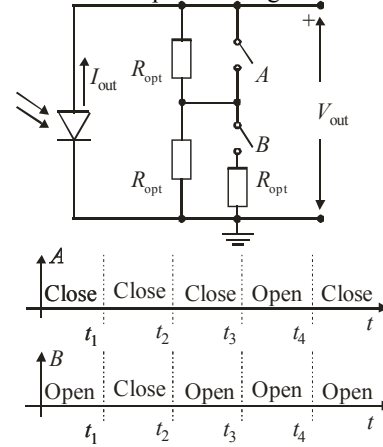 +
R_opt
A
I_out
V_out
B
R_opt
R_opt
A
Close Close Close Open Close
t_1 t_2 t_3 t_4 t
B
Open Close Open Open Open
t_1 t_2 t_3 t_4 t